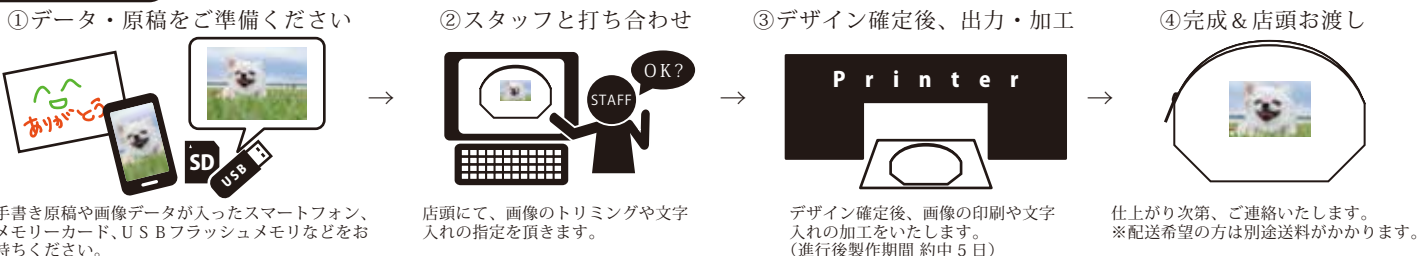 ①データ・原稿をご準備ください
ありがとう
SD
USB
手書き原稿や画像データが入ったスマートフォン、
メモリーカード、USBフラッシュメモリなどをお
持ちください。
→
②スタッフと打ち合わせ
OK?
STAFF
店頭にて、画像のトリミングや文字
入れの指定を頂きます。
→
③デザイン確定後、出力・加工
Printer
デザイン確定後、画像の印刷や文字
入れの加工をいたします。
(進行後製作期間 約中5日)
→
④完成&店頭お渡し
仕上がり次第、ご連絡いたします。
※配送希望の方は別途送料がかかります。